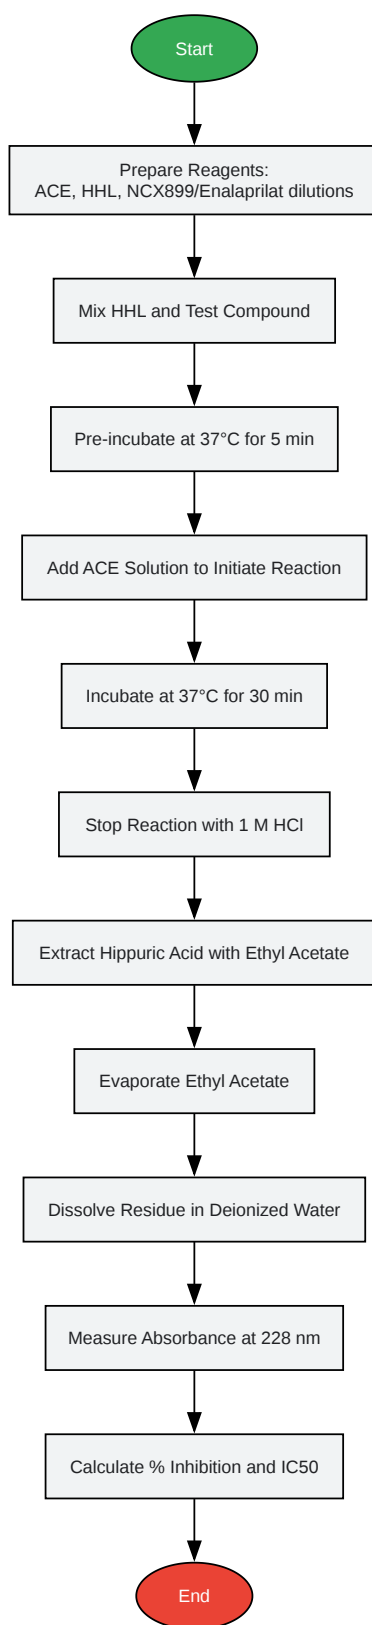 Start
Prepare Reagents:
ACE, HHL, NCX899/Enalaprilat dilutions
Mix HHL and Test Compound
Pre-incubate at 37°C for 5 min
Add ACE Solution to Initiate Reaction
Incubate at 37°C for 30 min
Stop Reaction with 1 M HCl
Extract Hippuric Acid with Ethyl Acetate
Evaporate Ethyl Acetate
Dissolve Residue in Deionized Water
Measure Absorbance at 228 nm
Calculate % Inhibition and IC50
End